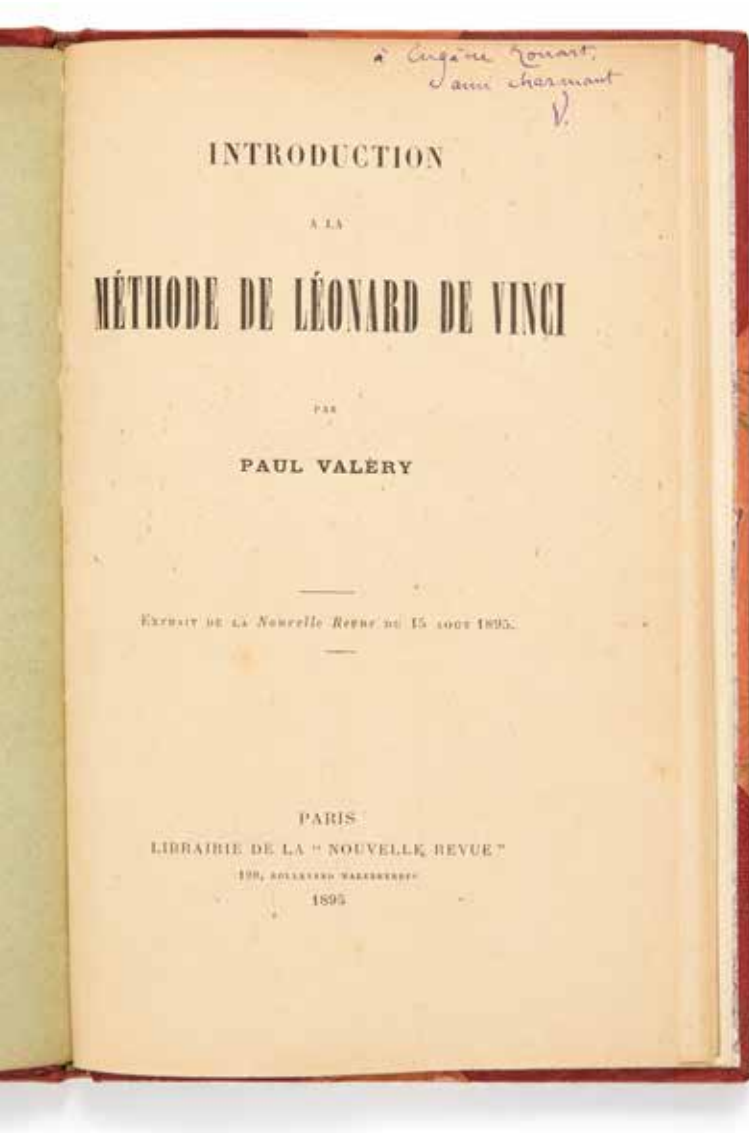 à Eugène Rouart,
ami charmant
V.
INTRODUCTION
A LA
MÉTHODE DE LÉONARD DE VINCI
PAR
PAUL VALÉRY
EXTRAIT DE LA Nouvelle Revue DU 15 AOUT 1895.
PARIS
LIBRAIRIE DE LA " NOUVELLE REVUE "
190, BOULEVARD MALESHERBES
1895